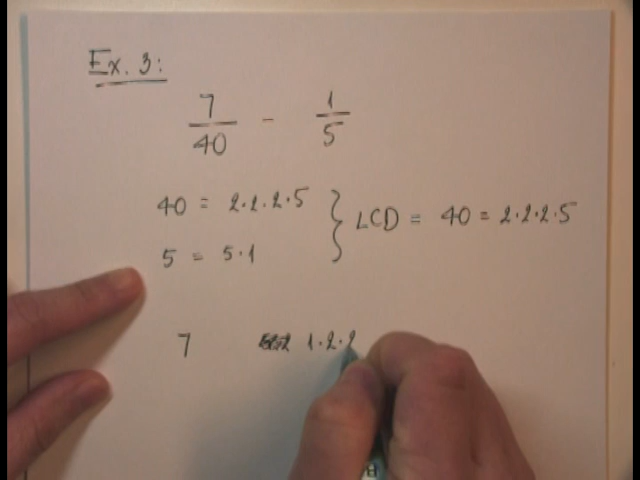 Ex. 3:
7/40 - 1/5
40 = 2·2·2·5 } LCD = 40 = 2·2·2·5
5 = 5·1
7 1·2·2